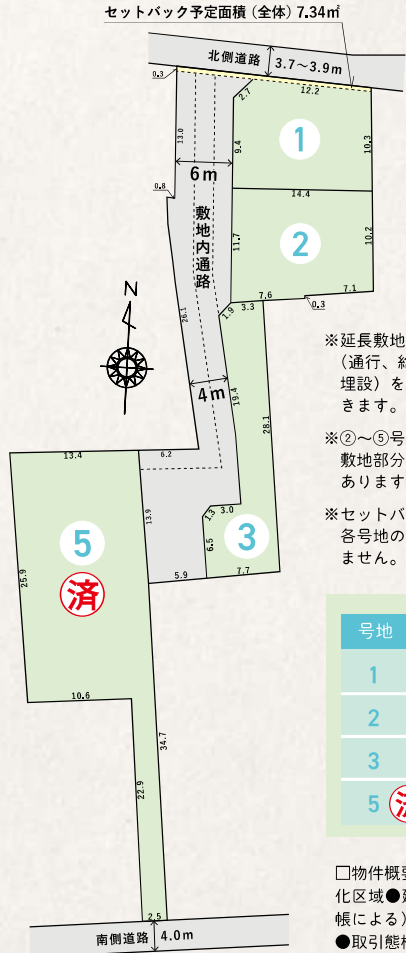 セットバック予定面積（全体）7.34㎡
北側道路 3.7～3.9m
0.3
2.7
12.2
13.0
9.4
1
10.3
6m
14.4
0.8
敷地内通路
11.7
2
10.2
7.1
7.6
0.3
3.3
1.9
N
26.1
4m
19.4
28.1
※延長敷地
（通行、給
埋設）を
きます。
※②～⑤号
敷地部分
あります
※セットバ
各号地の
ません。
13.4
6.2
5
済
25.9
13.9
1.3
3.0
6.5
3
5.9
7.7
10.6
34.7
22.9
2.5
南側道路 4.0m
号地
1
2
3
5
□物件概要
化区域●
帳による）
●取引態様